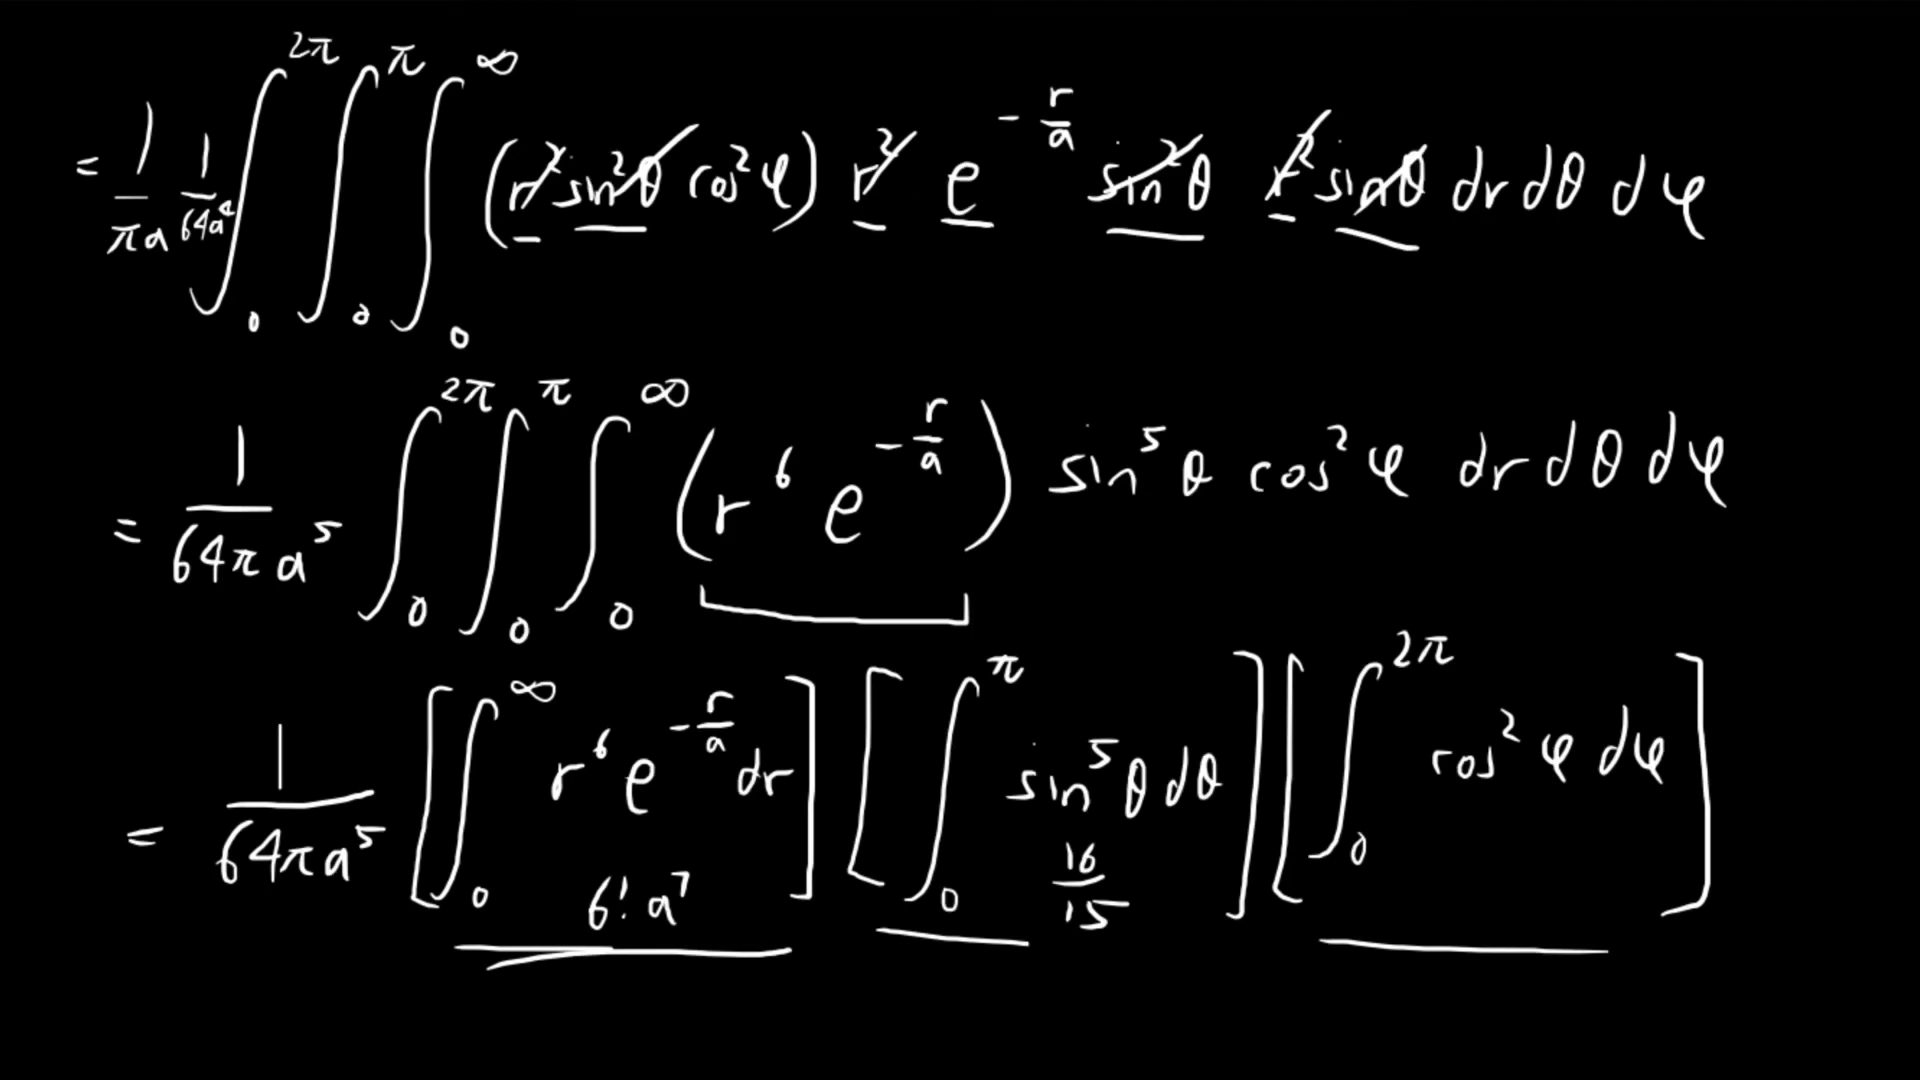 = 1/πa 1/64a⁴ ∫₀^2π ∫₀^π ∫₀^∞ (r² sin²θ cos²φ) r² e^(-r/a) sin²θ r² sinθ dr dθ dφ
= 1/64πa⁵ ∫₀^2π ∫₀^π ∫₀^∞ (r⁶ e^(-r/a)) sin⁵θ cos²φ dr dθ dφ
= 1/64πa⁵ [∫₀^∞ r⁶ e^(-r/a) dr] [∫₀^π sin⁵θ dθ] [∫₀^2π cos²φ dφ]
6! a⁷ 16/15